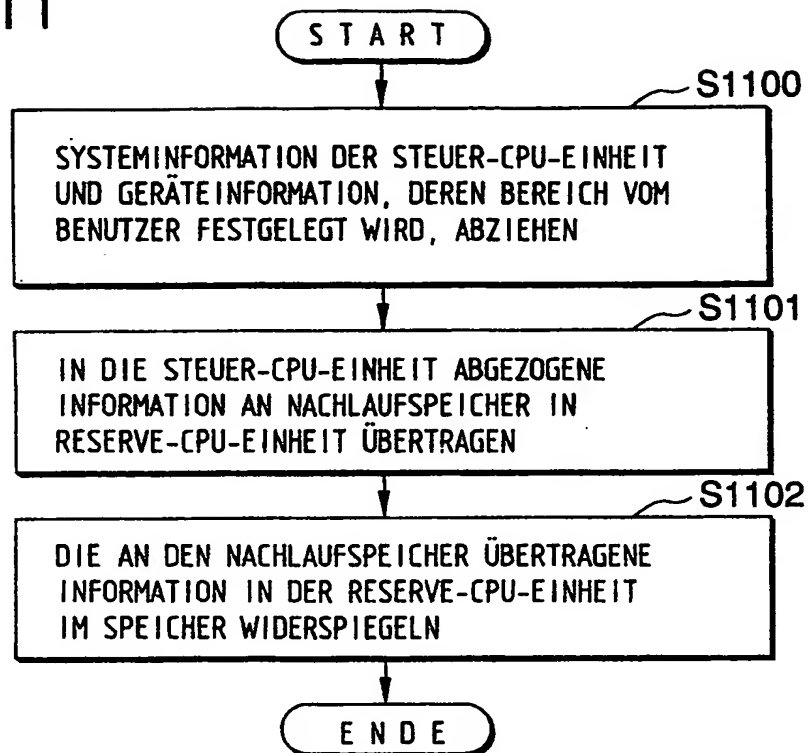 START
S1100
SYSTEMINFORMATION DER STEUER-CPU-EINHEIT
UND GERÄTEINFORMATION, DEREN BEREICH VOM
BENUTZER FESTGELEGT WIRD, ABZIEHEN
S1101
IN DIE STEUER-CPU-EINHEIT ABGEZOGENE
INFORMATION AN NACHLAUFSPEICHER IN
RESERVE-CPU-EINHEIT ÜBERTRAGEN
S1102
DIE AN DEN NACHLAUFSPEICHER ÜBERTRAGENE
INFORMATION IN DER RESERVE-CPU-EINHEIT
IM SPEICHER WIDERSPIEGELN
ENDE